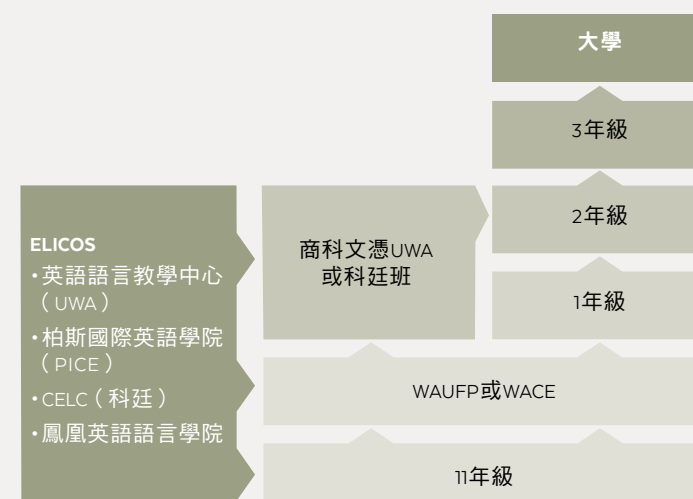 大學
3年級
2年級
1年級
ELICOS
•英語語言教學中心
（UWA）
•柏斯國際英語學院
（PICE）
•CELC（科廷）
•鳳凰英語語言學院
商科文憑UWA
或科廷班
WAUFP或WACE
11年級